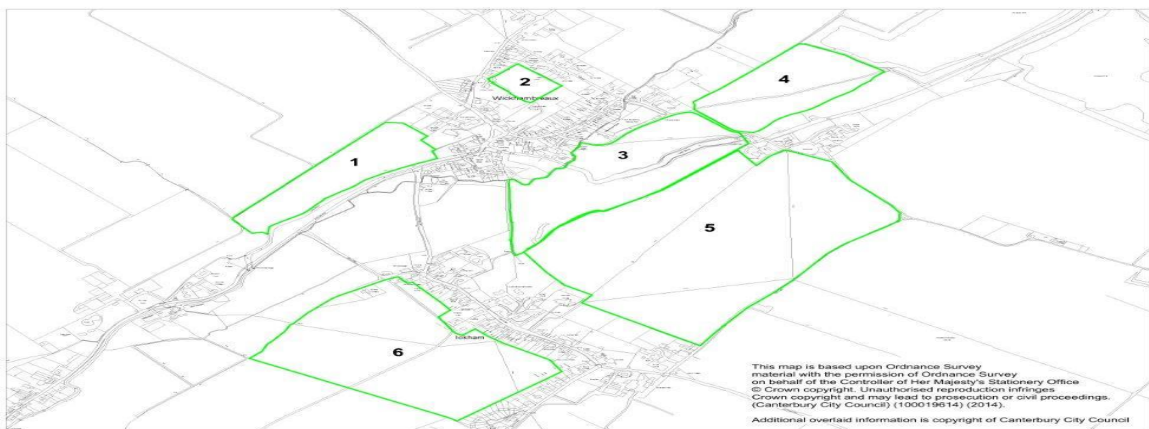 4
2
Wickhambreaux
1
3
5
6
Ickham
This map is based upon Ordnance Survey
material with the permission of Ordnance Survey
on behalf of the Controller of Her Majesty's Stationery Office
© Crown copyright. Unauthorised reproduction infringes
Crown copyright and may lead to prosecution or civil proceedings.
(Canterbury City Council) (100019614) (2014).
Additional overlaid information is copyright of Canterbury City Council